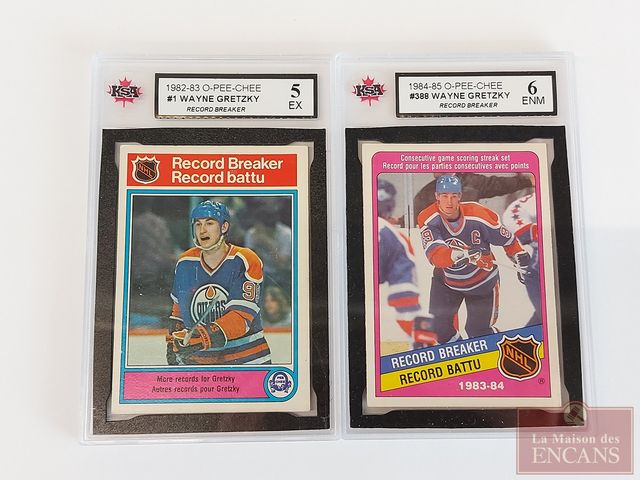 KSA
1982-83 O-PEE-CHEE
#1 WAYNE GRETZKY
RECORD BREAKER
5
EX
NHL
Record Breaker
Record battu
OILERS
9
More records for Gretzky
Autres records pour Gretzky
KSA
1984-85 O-PEE-CHEE
#388 WAYNE GRETZKY
RECORD BREAKER
6
ENM
Consecutive game scoring streak set
Record pour les parties consécutives avec points
C
RECORD BREAKER
RECORD BATTU
NHL
1983-84
®
La Maison des
ENCANS